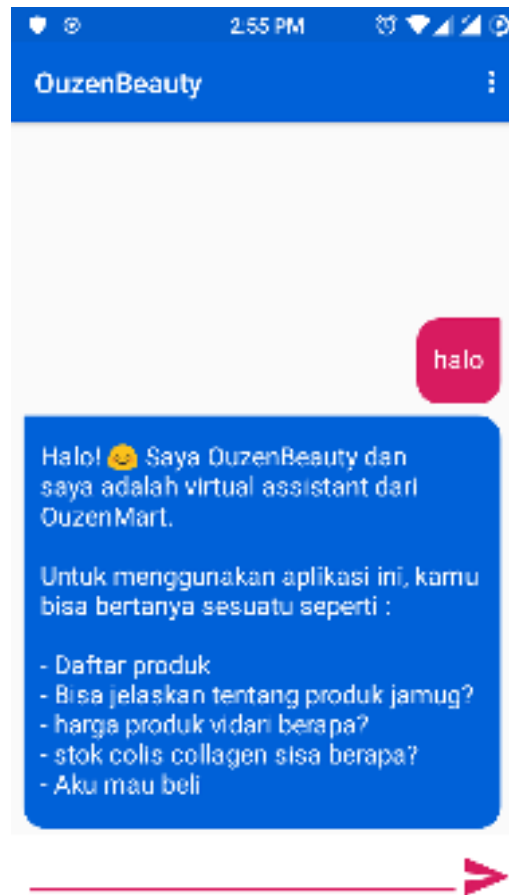 2:55 PM
OuzenBeauty
halo
Halo! 🤗 Saya OuzenBeauty dan
saya adalah virtual assistant dari
OuzenMart.
Untuk menggunakan aplikasi ini, kamu
bisa bertanya sesuatu seperti :
- Daftar produk
- Bisa jelaskan tentang produk jamug?
- harga produk vidari berapa?
- stok colis collagen sisa berapa?
- Aku mau beli